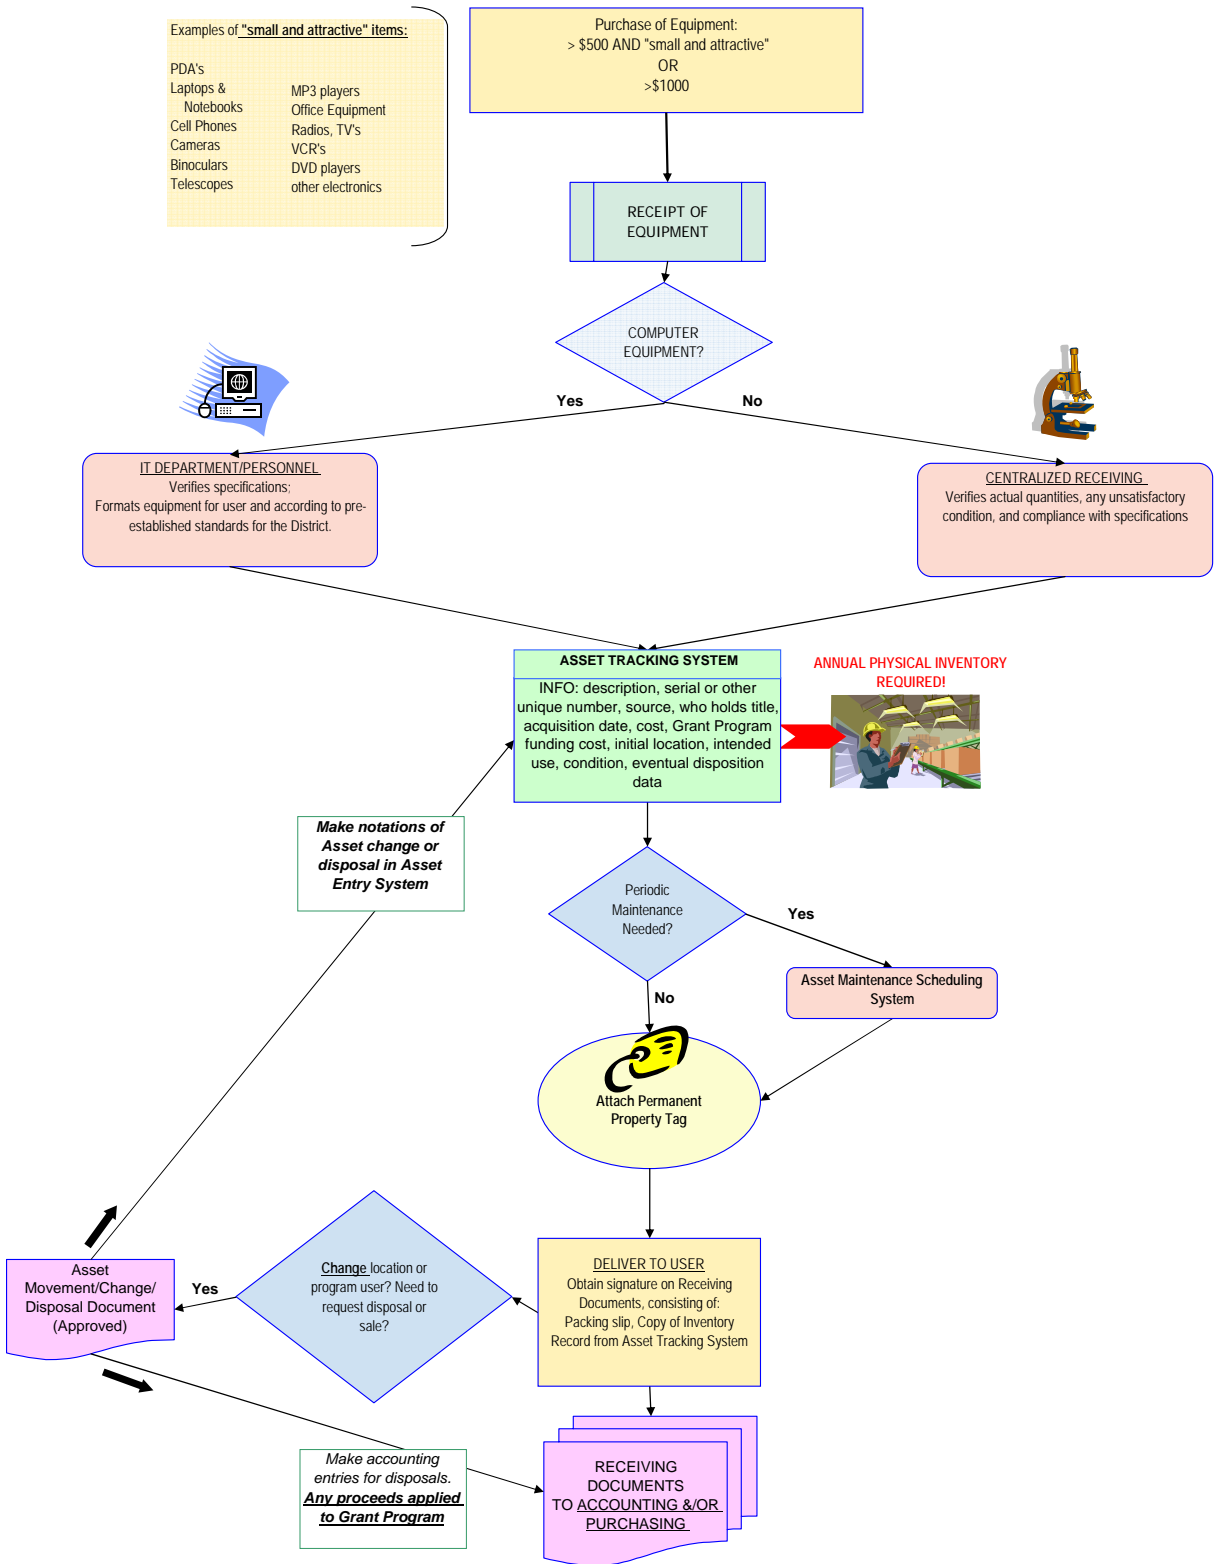 Examples of "small and attractive" items:
PDA's
Laptops &
Notebooks
Cell Phones
Cameras
Binoculars
Telescopes
MP3 players
Office Equipment
Radios, TV's
VCR's
DVD players
other electronics
Purchase of Equipment:
> $500 AND "small and attractive"
OR
>$1000
RECEIPT OF
EQUIPMENT
COMPUTER
EQUIPMENT?
Yes
No
IT DEPARTMENT/PERSONNEL
Verifies specifications;
Formats equipment for user and according to pre-
established standards for the District.
CENTRALIZED RECEIVING
Verifies actual quantities, any unsatisfactory
condition, and compliance with specifications
ASSET TRACKING SYSTEM
INFO: description, serial or other
unique number, source, who holds title,
acquisition date, cost, Grant Program
funding cost, initial location, intended
use, condition, eventual disposition
data
ANNUAL PHYSICAL INVENTORY
REQUIRED!
Make notations of
Asset change or
disposal in Asset
Entry System
Periodic
Maintenance
Needed?
Yes
No
Asset Maintenance Scheduling
System
Attach Permanent
Property Tag
DELIVER TO USER
Obtain signature on Receiving
Documents, consisting of:
Packing slip, Copy of Inventory
Record from Asset Tracking System
Change location or
program user? Need to
request disposal or
sale?
Yes
Asset
Movement/Change/
Disposal Document
(Approved)
Make accounting
entries for disposals.
Any proceeds applied
to Grant Program
RECEIVING
DOCUMENTS
TO ACCOUNTING &/OR
PURCHASING